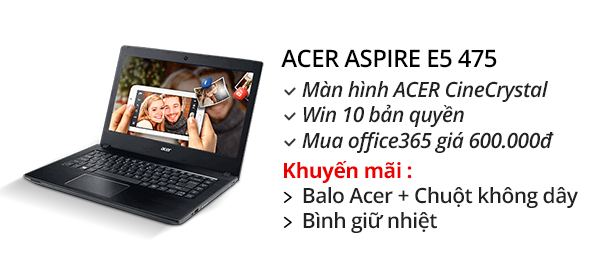 ACER ASPIRE E5 475
Màn hình ACER CineCrystal
Win 10 bản quyền
Mua office365 giá 600.000đ
Khuyến mãi :
Balo Acer + Chuột không dây
Bình giữ nhiệt
acer